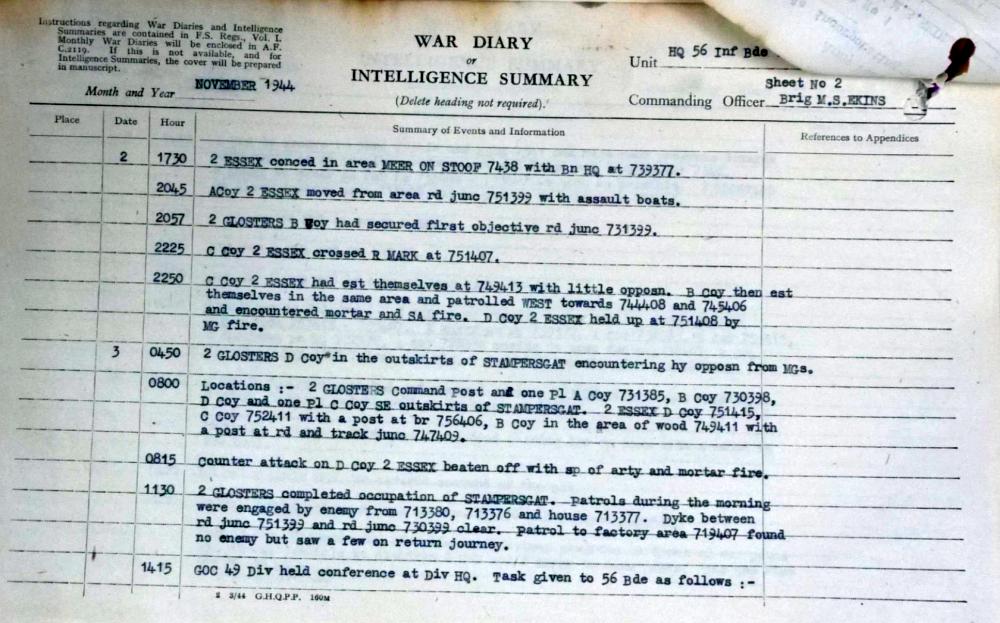 Instructions regarding War Diaries and Intelligence
Summaries are contained in F.S. Regs., Vol. I.
Monthly War Diaries will be enclosed in A.F.
C.2119. If this is not available, and for
Intelligence Summaries, the cover will be prepared
in manuscript.
Month and Year NOVEMBER 1944
WAR DIARY
or
INTELLIGENCE SUMMARY
(Delete heading not required).
Unit HQ 56 Inf Bde
Sheet No 2
Commanding Officer Brig M.S.EKINS
Place Date Hour Summary of Events and Information References to Appendices
2 1730 2 ESSEX conced in area MEER ON STOOF 7438 with Bn HQ at 739377.
2045 ACoy 2 ESSEX moved from area rd junc 751399 with assault boats.
2057 2 GLOSTERS B Coy had secured first objective rd junc 731399.
2225 C Coy 2 ESSEX crossed R MARK at 751407.
2250 C Coy 2 ESSEX had est themselves at 749413 with little opposn. B Coy then est
themselves in the same area and patrolled WEST towards 744408 and 745406
and encountered mortar and SA fire. D Coy 2 ESSEX held up at 751408 by
MG fire.
3 0450 2 GLOSTERS D Coy in the outskirts of STAMPERSGAT encountering hy opposn from MGs.
0800 Locations :- 2 GLOSTERS Command Post and one Pl A Coy 731385, B Coy 730398,
D Coy and one Pl C Coy SE outskirts of STAMPERSGAT. 2 ESSEX D Coy 751415,
C Coy 752411 with a post at br 756406, B Coy in the area of wood 749411 with
a post at rd and track junc 747409.
0815 Counter attack on D Coy 2 ESSEX beaten off with sp of arty and mortar fire.
1130 2 GLOSTERS completed occupation of STAMPERSGAT. Patrols during the morning
were engaged by enemy from 713380, 713376 and house 713377. Dyke between
rd junc 751399 and rd junc 730399 clear. Patrol to factory area 719407 found
no enemy but saw a few on return journey.
1415 GOC 49 Div held conference at Div HQ. Task given to 56 Bde as follows :-
3/44 G.H.Q.P.P. 160M